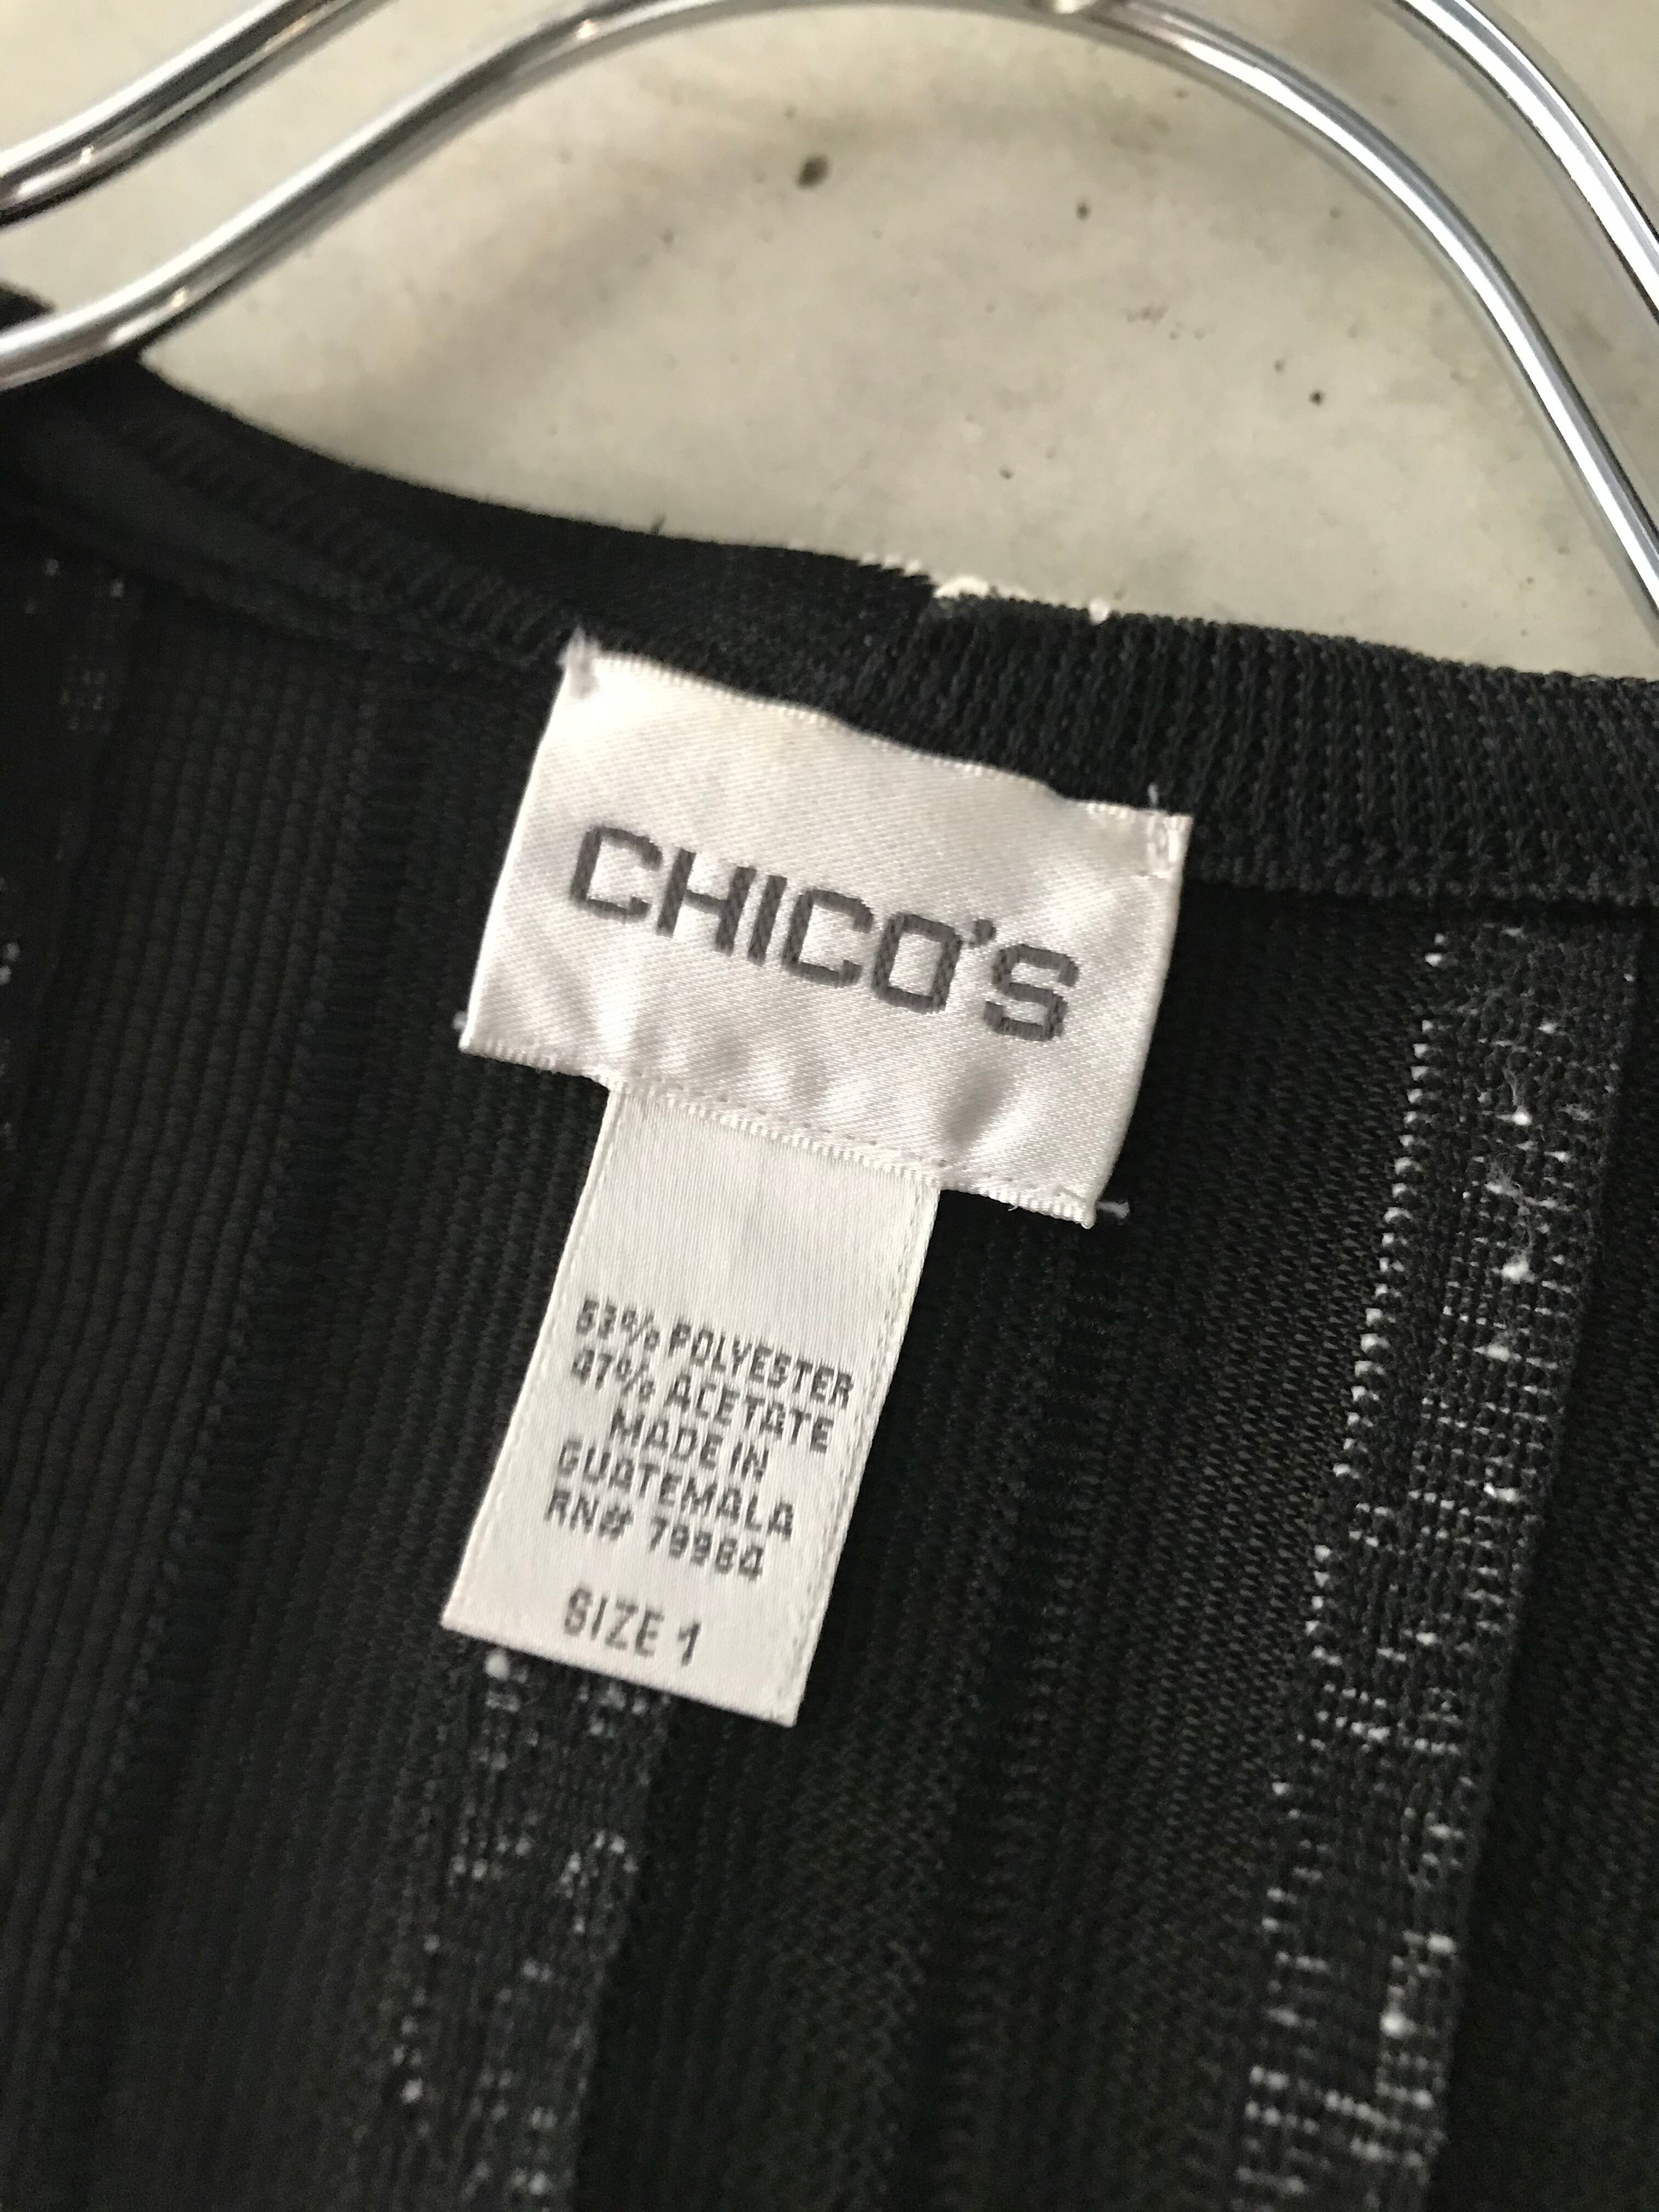 CHICO'S
53% POLYESTER
47% ACETATE
MADE IN
GUATEMALA
RN# 79984
SIZE 1